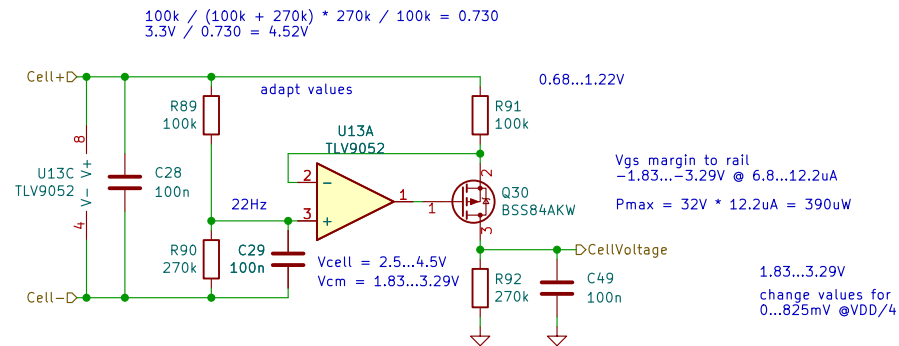 100k / (100k + 270k) * 270k / 100k = 0.730
3.3V / 0.730 = 4.52V
Cell+
adapt values
0.68...1.22V
R89
100k
R91
100k
U13A
TLV9052
8
V+
U13C
TLV9052
V-
4
C28
100n
2
−
1
3
+
22Hz
2
1
3
Q30
BSS84AKW
Vgs margin to rail
−1.83...−3.29V @ 6.8...12.2uA
Pmax = 32V * 12.2uA = 390uW
R90
270k
C29
100n
Vcell = 2.5...4.5V
Vcm = 1.83...3.29V
CellVoltage
R92
270k
C49
100n
1.83...3.29V
change values for
0...825mV @VDD/4
Cell−